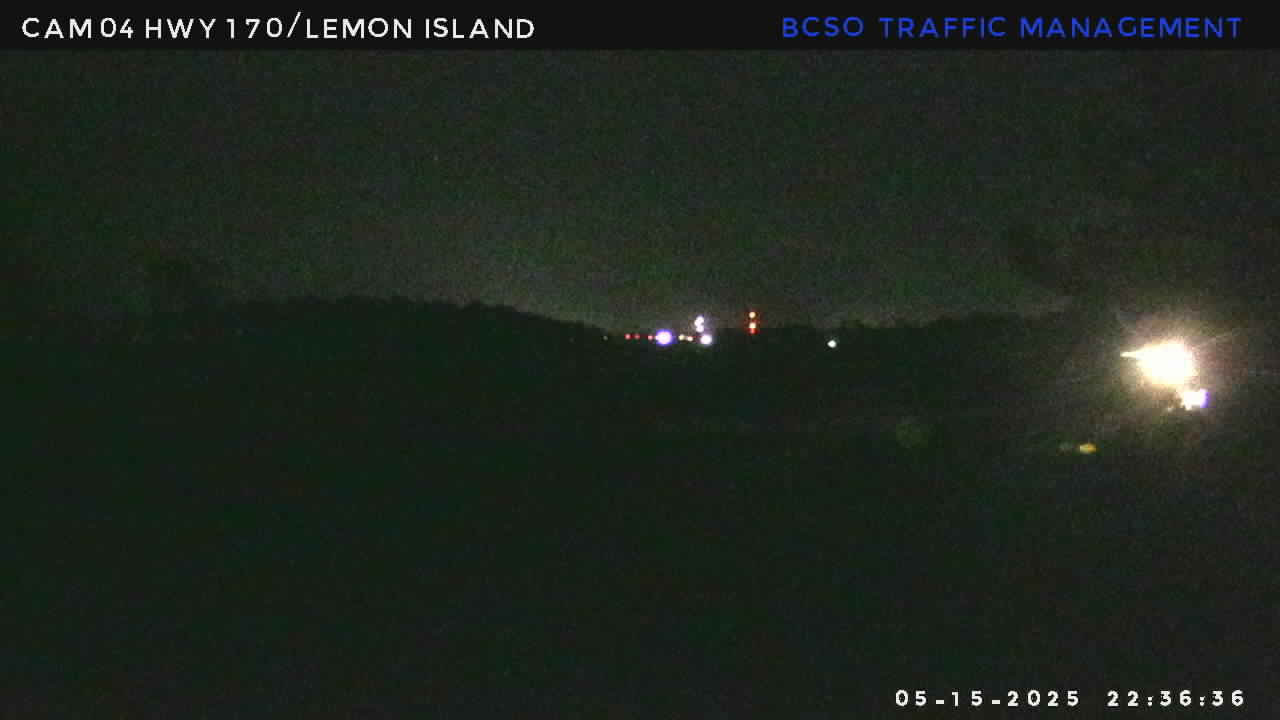 CAM04 HWY 170/LEMON ISLAND
BCSO TRAFFIC MANAGEMENT
05-15-2025 22:36:36